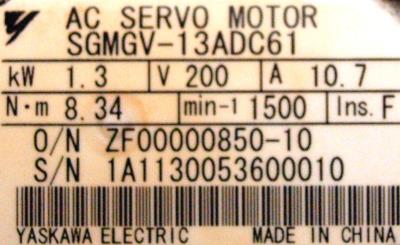 AC SERVO MOTOR
SGMGV-13ADC61
kW 1.3 V 200 A 10.7
N·m 8.34 min-1 1500 Ins. F
O/N ZF00000850-10
S/N 1A1130053600010
YASKAWA ELECTRIC MADE IN CHINA